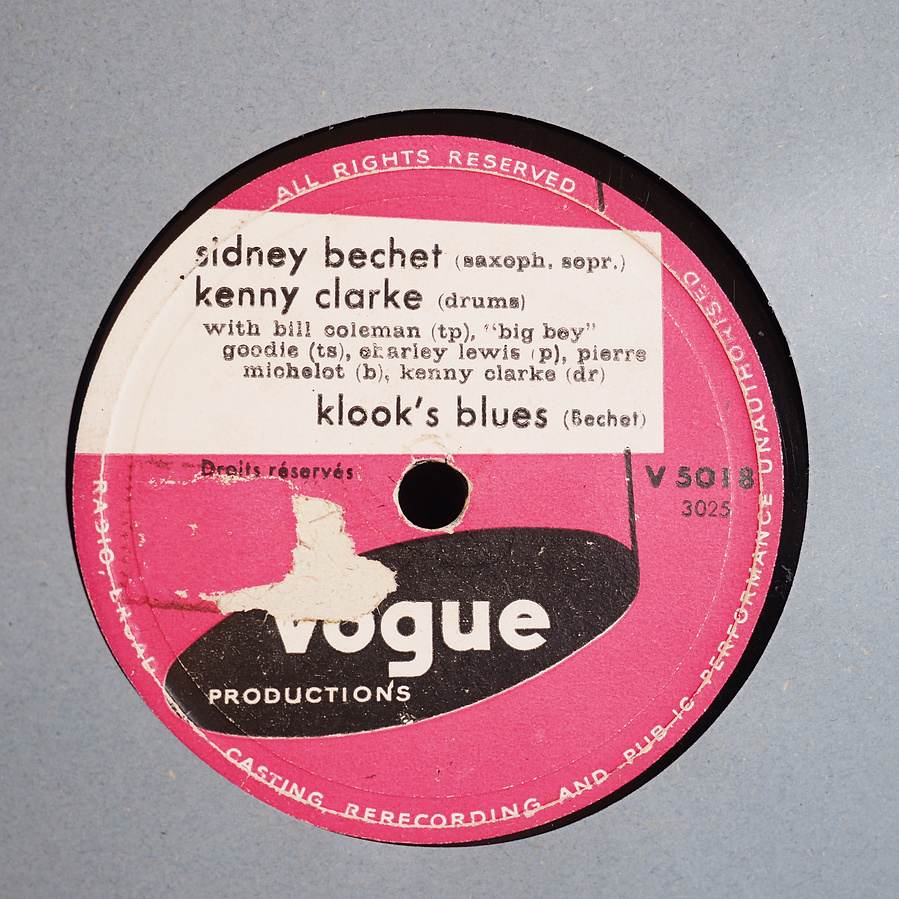 ALL RIGHTS RESERVED
sidney bechet (saxoph. sopr.)
kenny clarke (drums)
with bill coleman (tp), "big boy"
goodie (ts), charley lewis (p), pierre
michelot (b), kenny clarke (dr)
klook's blues (Bechet)
Droits réservés
V 5018
3025
vogue
PRODUCTIONS
RADIO, BROAD CASTING, RERECORDING AND PUBLIC PERFORMANCE UNAUTHORISED